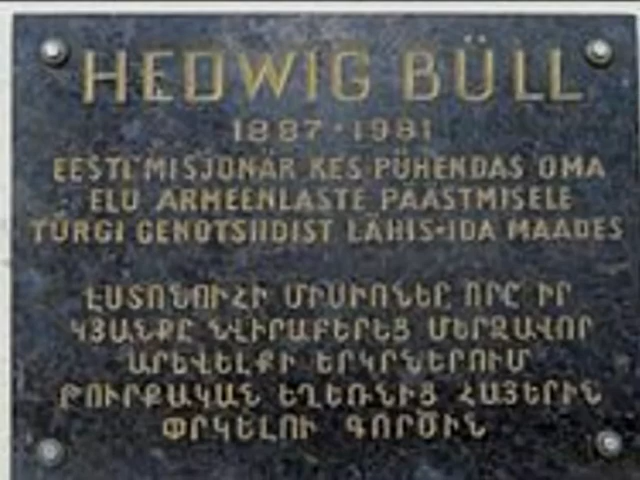 HEDWIG BÜLL
1887-1981
EESTI MISJONÄR KES PÜHENDAS OMA
ELU ARMEENLASTE PÄÄSTMISELE
TÜRGI GENOTSIIDIST LÄHIS-IDA MAADES
ԷՍՏՈՆՈՒՀԻ ՄԻՍԻՈՆԵՐԸ ՈՐԸ ԻՐ
ԿՅԱՆՔԸ ՆՎԻՐԱԲԵՐԵՑ ՄԵՐՁԱՎՈՐ
ԱՐԵՎԵԼՔԻ ԵՐԿՐՆԵՐՈՒՄ
ԹՈՒՐՔԱԿԱՆ ԵՂԵՌՆԻՑ ՀԱՅԵՐԻՆ
ՓՐԿԵԼՈՒ ԳՈՐԾԻՆ